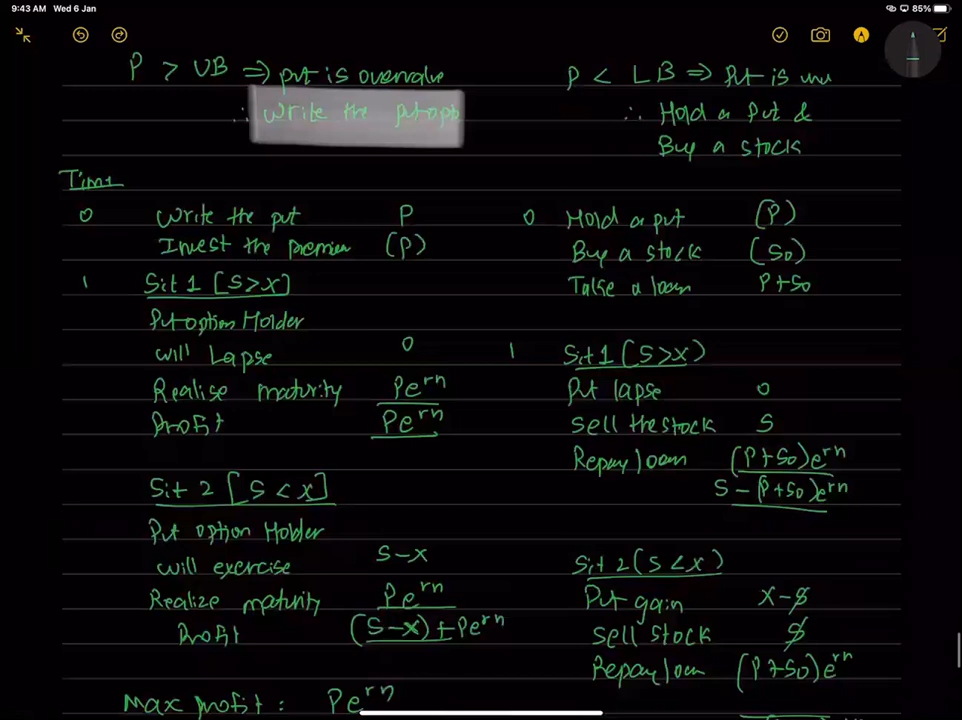 9:43 AM Wed 6 Jan
85%
P > UB ⇒ put is overvalue
∴ Write the put opt
Time
0 Write the put P
Invest the premium (P)
1 Sit 1 [S>X]
Put option Holder
will Lapse 0
Realise maturity Pe^rn
Profit Pe^rn
Sit 2 [S < X]
Put option Holder
will exercise S-X
Realize maturity Pe^rn
Profit (S-X)+Pe^rn
Max profit : Pe^rn
P < LB ⇒ Put is
∴ Hold a Put &
Buy a stock
0 Hold a put (P)
Buy a stock (S0)
Take a loan P+S0
1 Sit 1 (S>X)
Put lapse 0
Sell the stock S
Repay loan (P+S0)e^rn
S-(P+S0)e^rn
Sit 2 (S<X)
Put gain X-S
Sell stock S
Repay loan (P+S0)e^rn